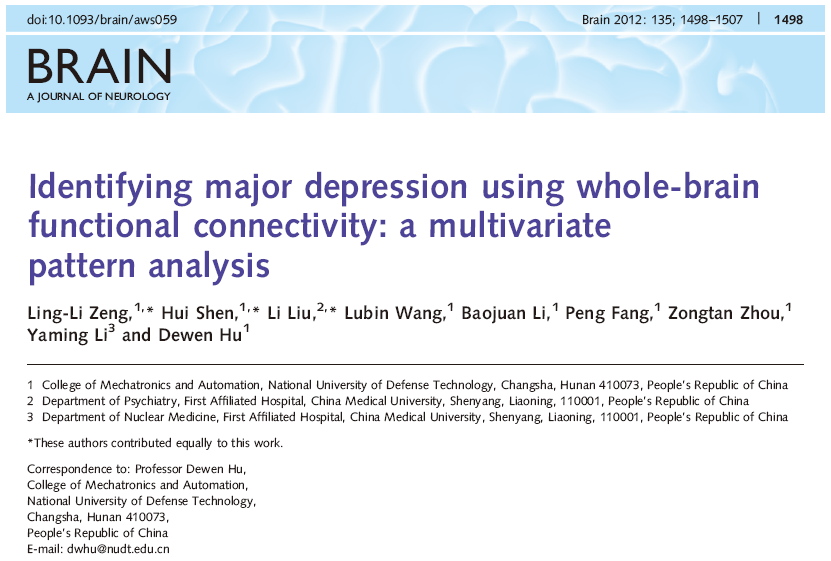 doi:10.1093/brain/aws059 Brain 2012: 135; 1498–1507 | 1498
BRAIN
A JOURNAL OF NEUROLOGY
Identifying major depression using whole-brain
functional connectivity: a multivariate
pattern analysis
Ling-Li Zeng,1,* Hui Shen,1,* Li Liu,2,* Lubin Wang,1 Baojuan Li,1 Peng Fang,1 Zongtan Zhou,1
Yaming Li3 and Dewen Hu1
1 College of Mechatronics and Automation, National University of Defense Technology, Changsha, Hunan 410073, People's Republic of China
2 Department of Psychiatry, First Affiliated Hospital, China Medical University, Shenyang, Liaoning, 110001, People's Republic of China
3 Department of Nuclear Medicine, First Affiliated Hospital, China Medical University, Shenyang, Liaoning, 110001, People's Republic of China
*These authors contributed equally to this work.
Correspondence to: Professor Dewen Hu,
College of Mechatronics and Automation,
National University of Defense Technology,
Changsha, Hunan 410073,
People's Republic of China
E-mail: dwhu@nudt.edu.cn